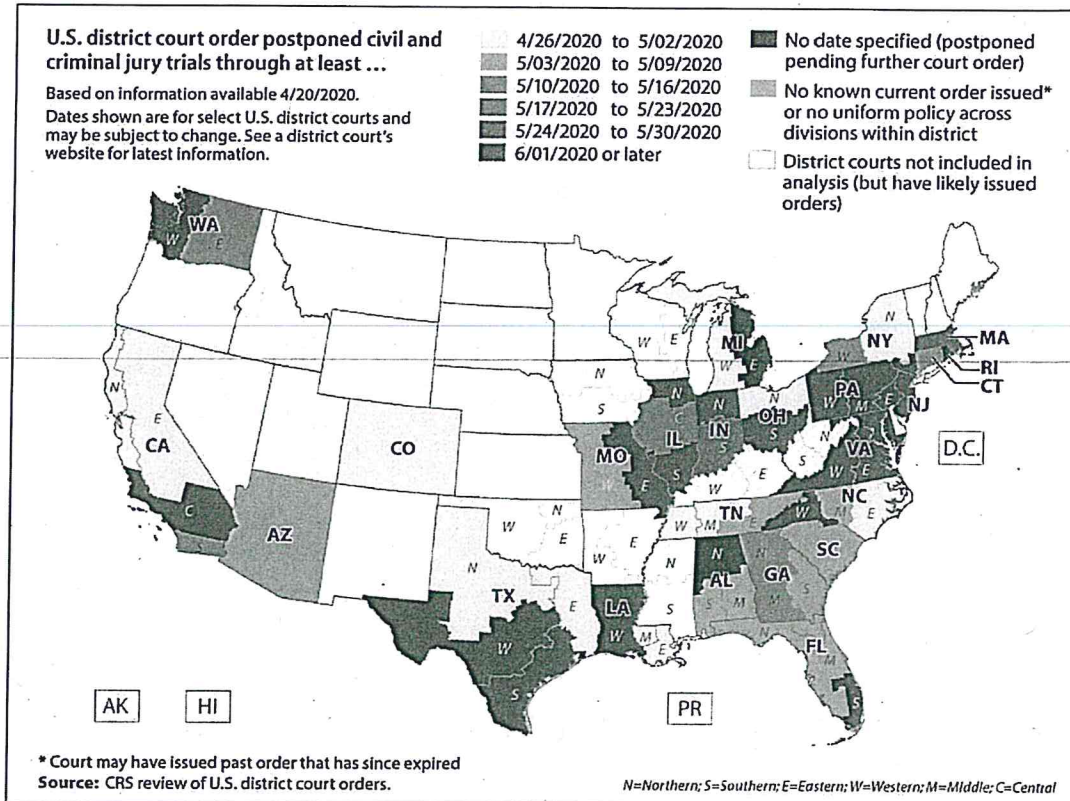 U.S. district court order postponed civil and
criminal jury trials through at least ...
Based on information available 4/20/2020.
Dates shown are for select U.S. district courts and
may be subject to change. See a district court's
website for latest information.
4/26/2020 to 5/02/2020
5/03/2020 to 5/09/2020
5/10/2020 to 5/16/2020
5/17/2020 to 5/23/2020
5/24/2020 to 5/30/2020
6/01/2020 or later
No date specified (postponed
pending further court order)
No known current order issued*
or no uniform policy across
divisions within district
District courts not included in
analysis (but have likely issued
orders)
WA
W
E
N
E
CA
C
S
AZ
CO
N
TX
E
W
S
W
N
E
W
E
N
S
MO
W
E
W
E
MI
W
E
N
C
IL
S
N
IN
S
N
OH
S
N
NY
W
E
MA
RI
CT
PA
W
M
E
NJ
N
S
VA
W
E
D.C.
W
E
W
M
TN
E
W
NC
M
E
SC
N
S
N
AL
S
M
N
GA
M
S
LA
W
M
E
N
FL
M
S
AK
HI
PR
* Court may have issued past order that has since expired
Source: CRS review of U.S. district court orders.
N=Northern; S=Southern; E=Eastern; W=Western; M=Middle; C=Central